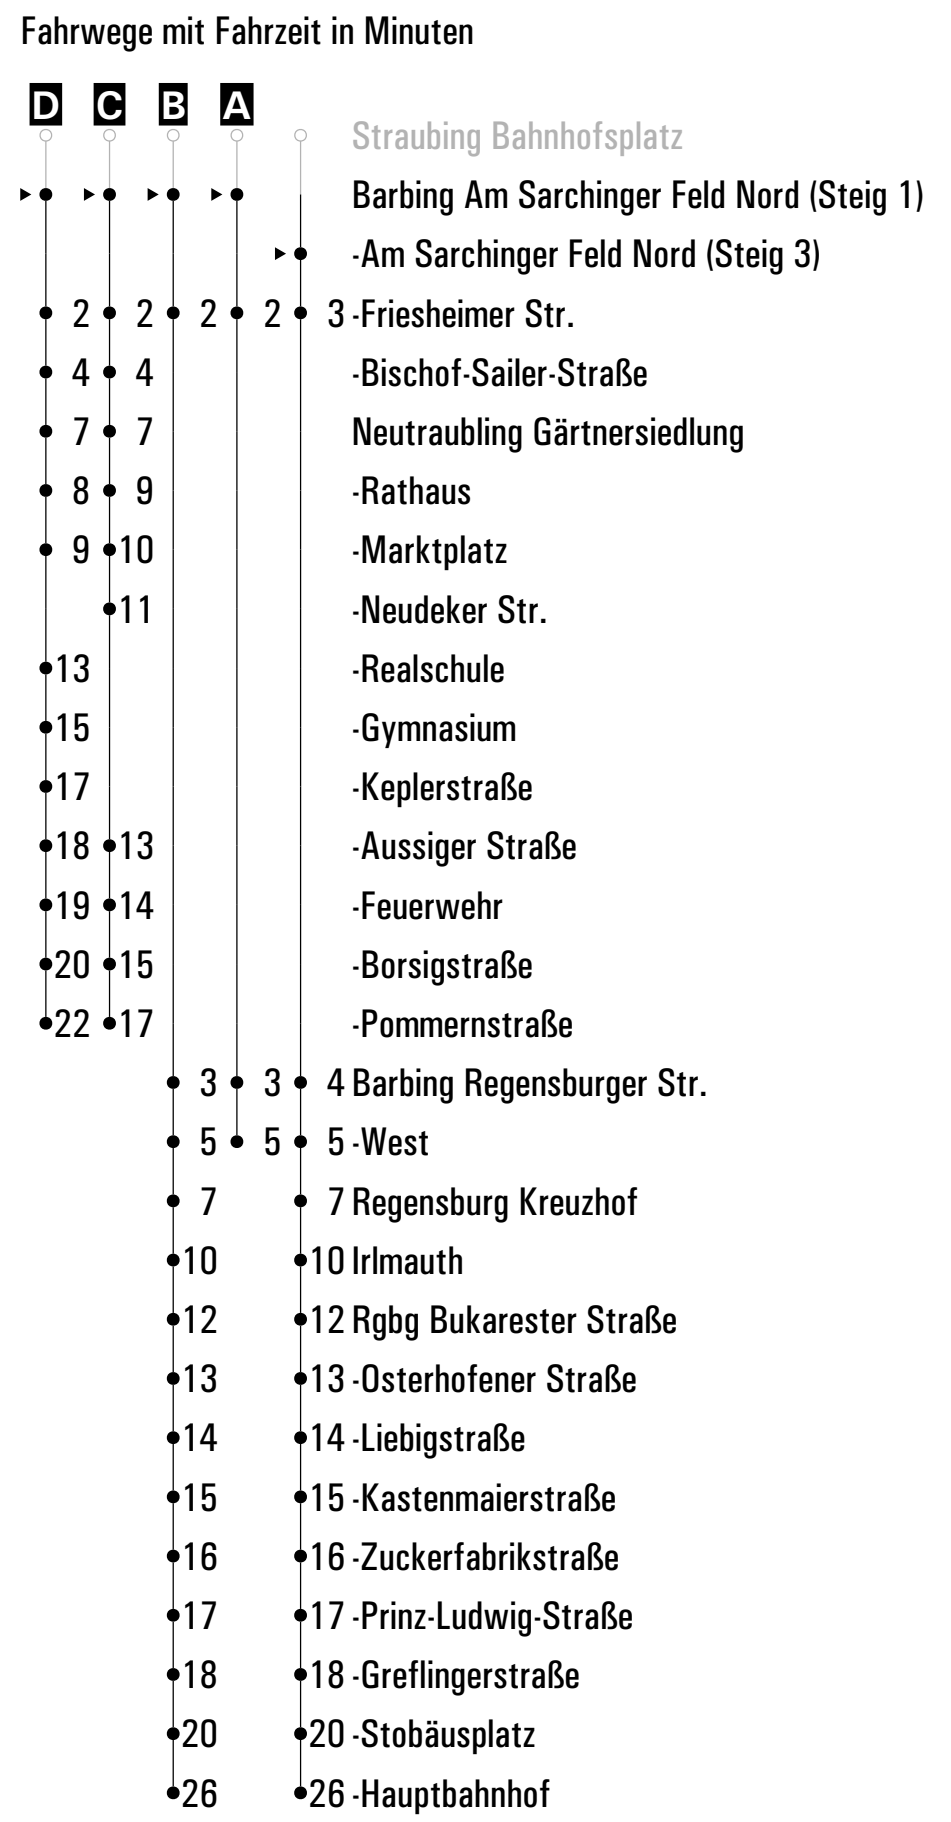 Fahrwege mit Fahrzeit in Minuten
D C B A
Straubing Bahnhofsplatz
Barbing Am Sarchinger Feld Nord (Steig 1)
-Am Sarchinger Feld Nord (Steig 3)
2 2 2 2 3 -Friesheimer Str.
4 4 -Bischof-Sailer-Straße
7 7 Neutraubling Gärtnersiedlung
8 9 -Rathaus
9 10 -Marktplatz
11 -Neudeker Str.
13 -Realschule
15 -Gymnasium
17 -Keplerstraße
18 13 -Aussiger Straße
19 14 -Feuerwehr
20 15 -Borsigstraße
22 17 -Pommernstraße
3 3 4 Barbing Regensburger Str.
5 5 5 -West
7 7 Regensburg Kreuzhof
10 10 Irlmauth
12 12 Rgbg Bukarester Straße
13 13 -Osterhofener Straße
14 14 -Liebigstraße
15 15 -Kastenmaierstraße
16 16 -Zuckerfabrikstraße
17 17 -Prinz-Ludwig-Straße
18 18 -Greflingerstraße
20 20 -Stobäusplatz
26 26 -Hauptbahnhof